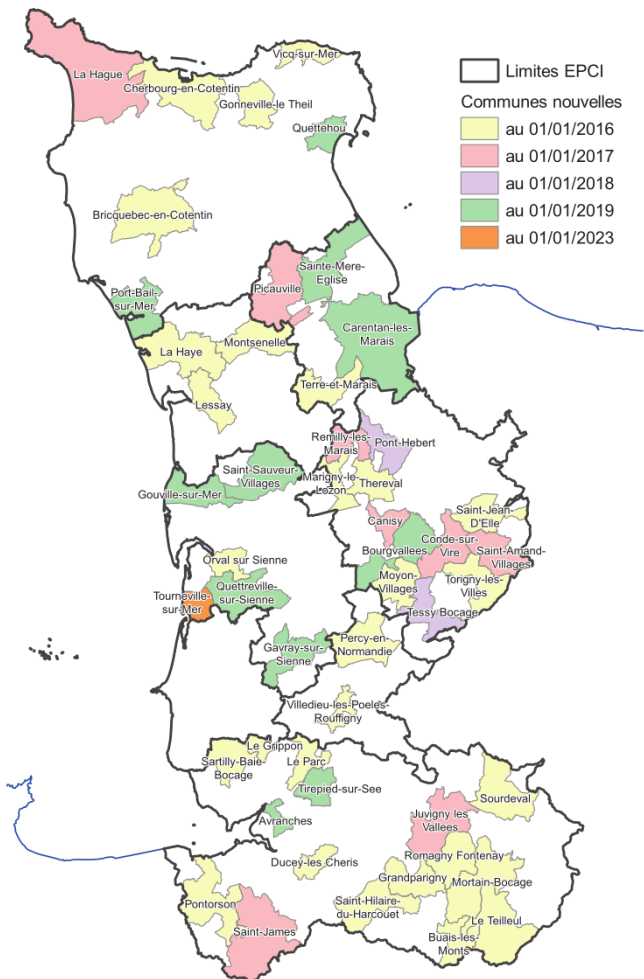 Vicq-sur-Mer
La Hague
Cherbourg-en-Cotentin
Gonneville-le Theil
Quettehou
Limites EPCI
Communes nouvelles
au 01/01/2016
au 01/01/2017
au 01/01/2018
au 01/01/2019
au 01/01/2023
Bricquebec-en-Cotentin
Sainte-Mere-
Eglise
Picauville
Port-Bail-
sur-Mer
Carentan-les-
Marais
Montsenelle
La Haye
Terre-et-Marais
Lessay
Remilly-les-
Marais
Pont-Hebert
Saint-Sauveur-
Villages
Marigny-le-
Lozon
Thereval
Gouville-sur-Mer
Saint-Jean-
D'Elle
Canisy
Conde-sur-
Vire
Bourgvallees
Saint-Amand-
Villages
Orval sur Sienne
Moyon-
Villages
Torigny-les-
Villes
Quettreville-
sur-Sienne
Tourneville-
sur-Mer
Tessy Bocage
Gavray-sur-
Sienne
Percy-en-
Normandie
Villedieu-les-Poeles-
Rouffigny
Le Grippon
Sartilly-Baie-
Bocage
Le Parc
Tirepied-sur-See
Sourdeval
Avranches
Juvigny les
Vallees
Romagny Fontenay
Ducey-les Cheris
Grandparigny
Mortain-Bocage
Pontorson
Saint-Hilaire-
du-Harcouet
Le Teilleul
Saint-James
Buais-les-
Monts